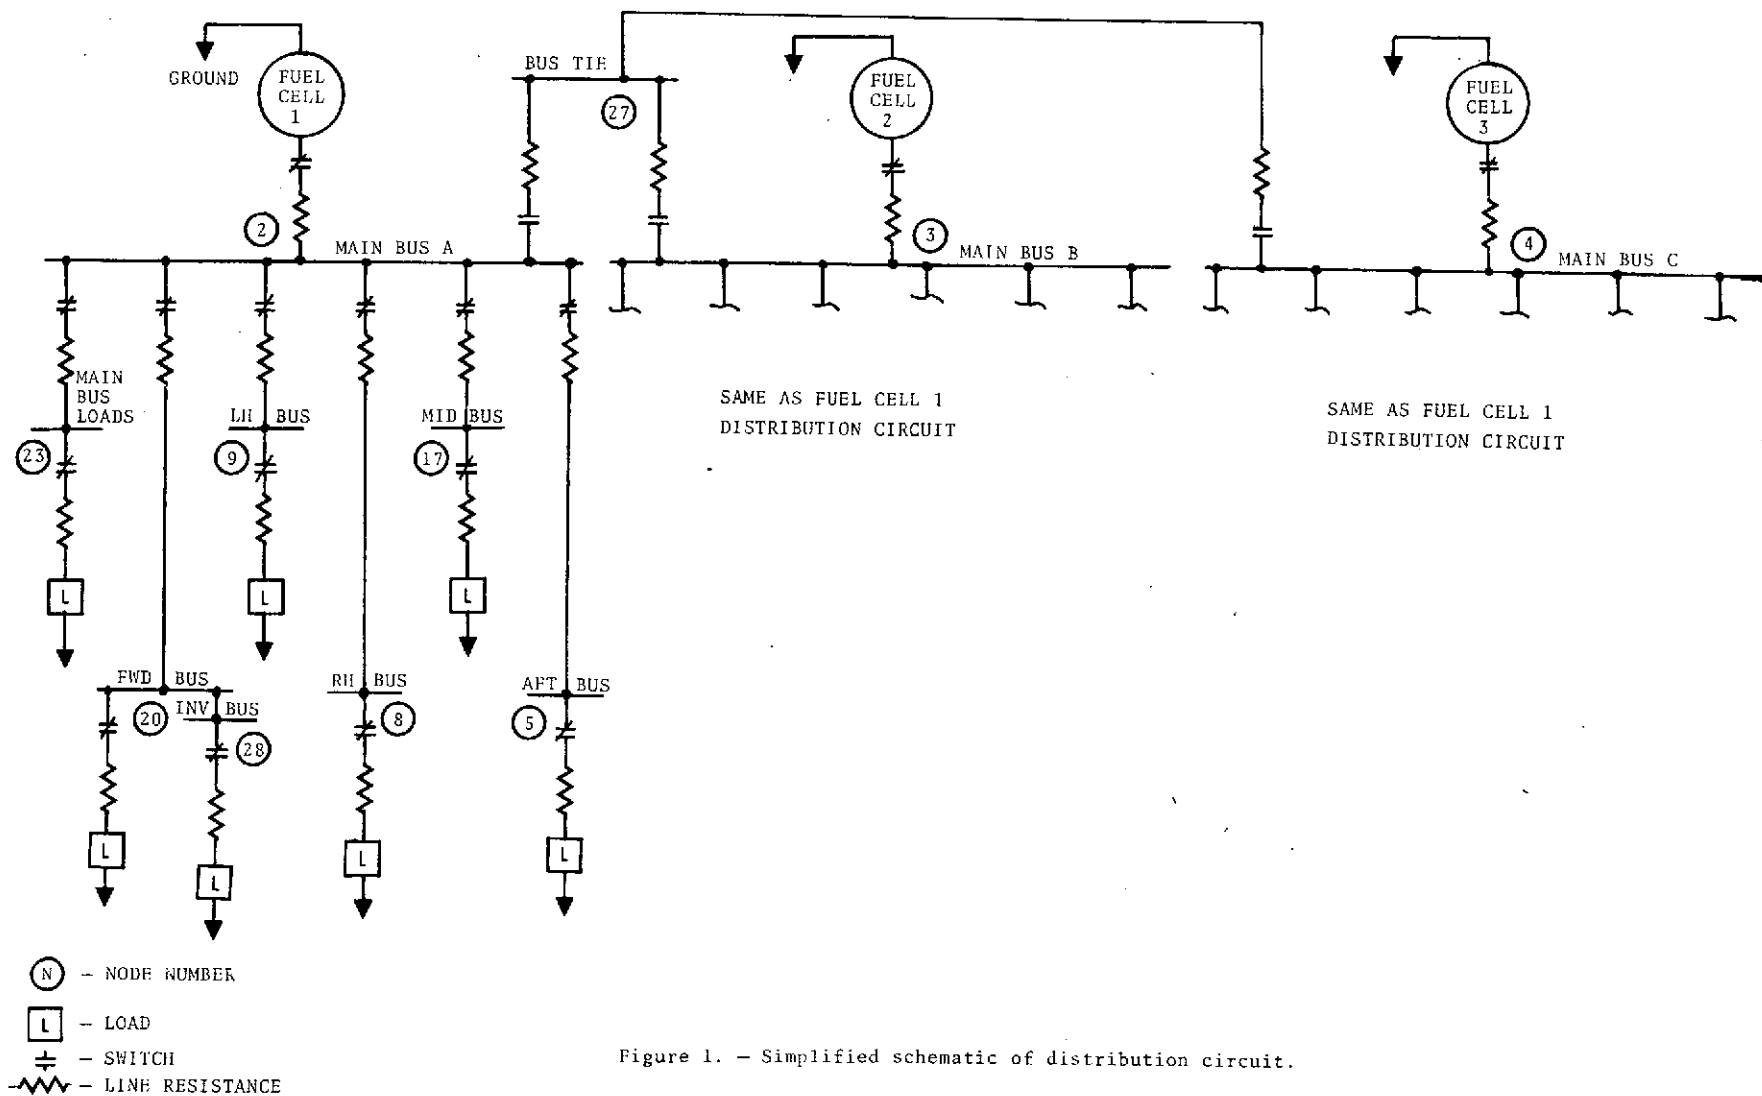 GROUND
FUEL
CELL
1
BUS TIE
27
FUEL
CELL
2
FUEL
CELL
3
2
MAIN BUS A
3
MAIN BUS B
4
MAIN BUS C
MAIN
BUS
LOADS
LH BUS
MID BUS
23
9
17
SAME AS FUEL CELL 1
DISTRIBUTION CIRCUIT
SAME AS FUEL CELL 1
DISTRIBUTION CIRCUIT
L
L
L
FWD BUS
RH BUS
AFT BUS
20
INV BUS
28
8
5
L
L
L
L
N – NODE NUMBER
L – LOAD
– SWITCH
– LINE RESISTANCE
Figure 1. – Simplified schematic of distribution circuit.